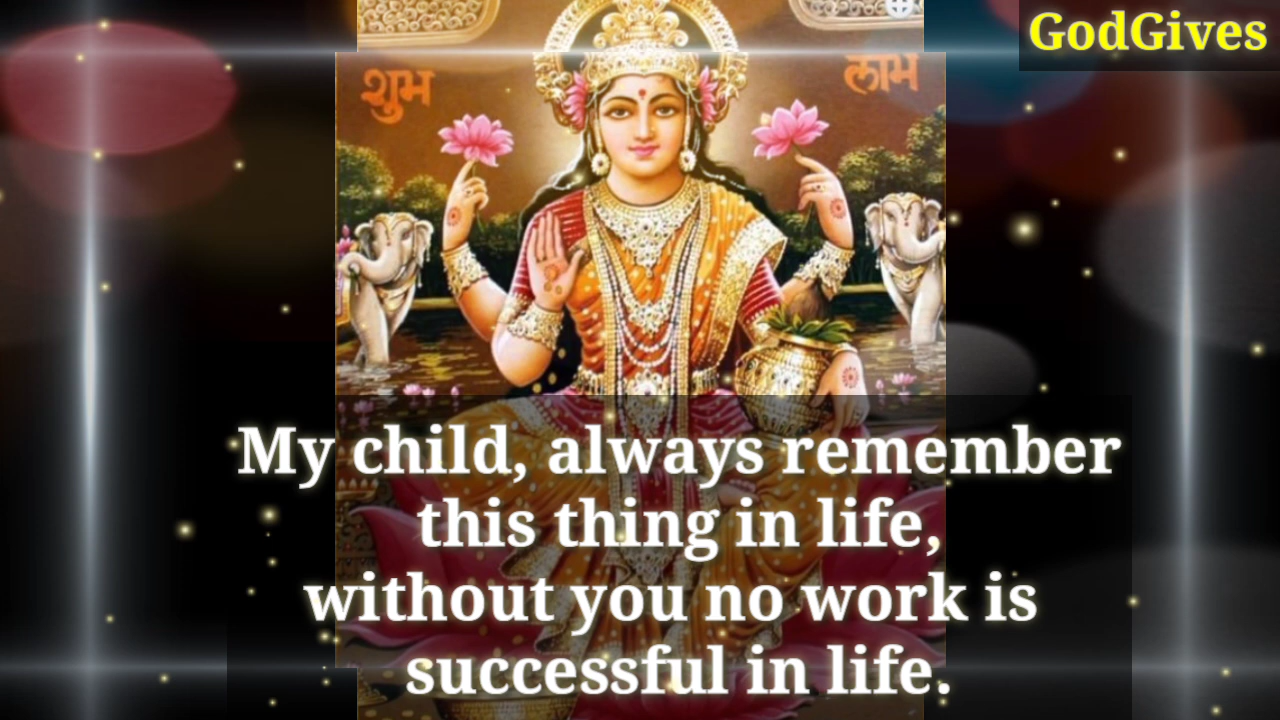 GodGives
शुभ
लाभ
My child, always remember
this thing in life,
without you no work is
successful in life.